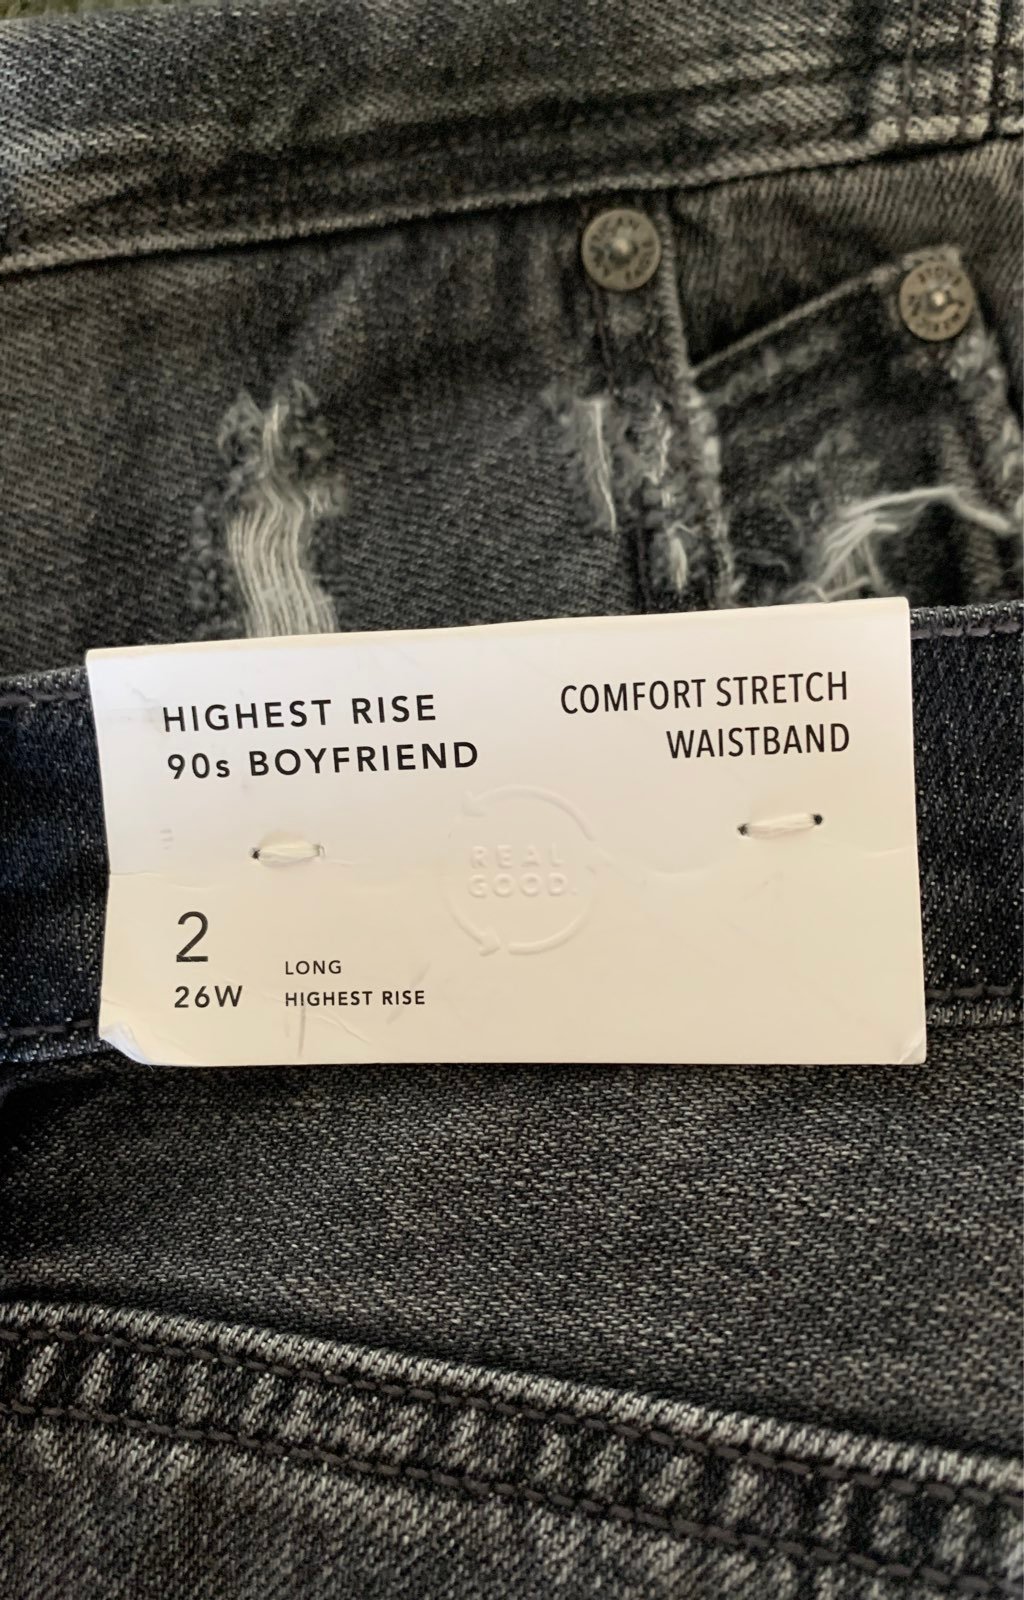 HIGHEST RISE
90s BOYFRIEND
COMFORT STRETCH
WAISTBAND
REAL
GOOD.
2
26W
LONG
HIGHEST RISE